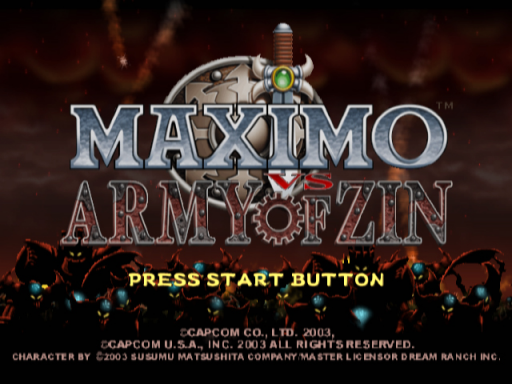 MAXIMO™
VS
ARMY OF ZIN
PRESS START BUTTON
©CAPCOM CO., LTD. 2003,
©CAPCOM U.S.A., INC. 2003 ALL RIGHTS RESERVED.
CHARACTER BY ©2003 SUSUMU MATSUSHITA COMPANY/MASTER LICENSOR DREAM RANCH INC.